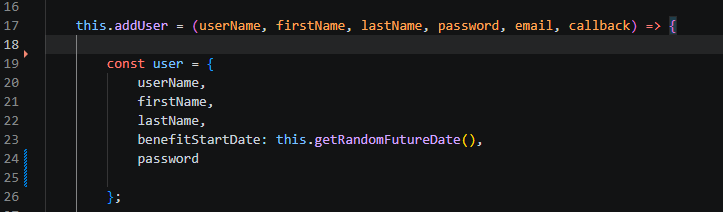 16
17 this.addUser = (userName, firstName, lastName, password, email, callback) => {
18
19 const user = {
20 userName,
21 firstName,
22 lastName,
23 benefitStartDate: this.getRandomFutureDate(),
24 password
25
26 };